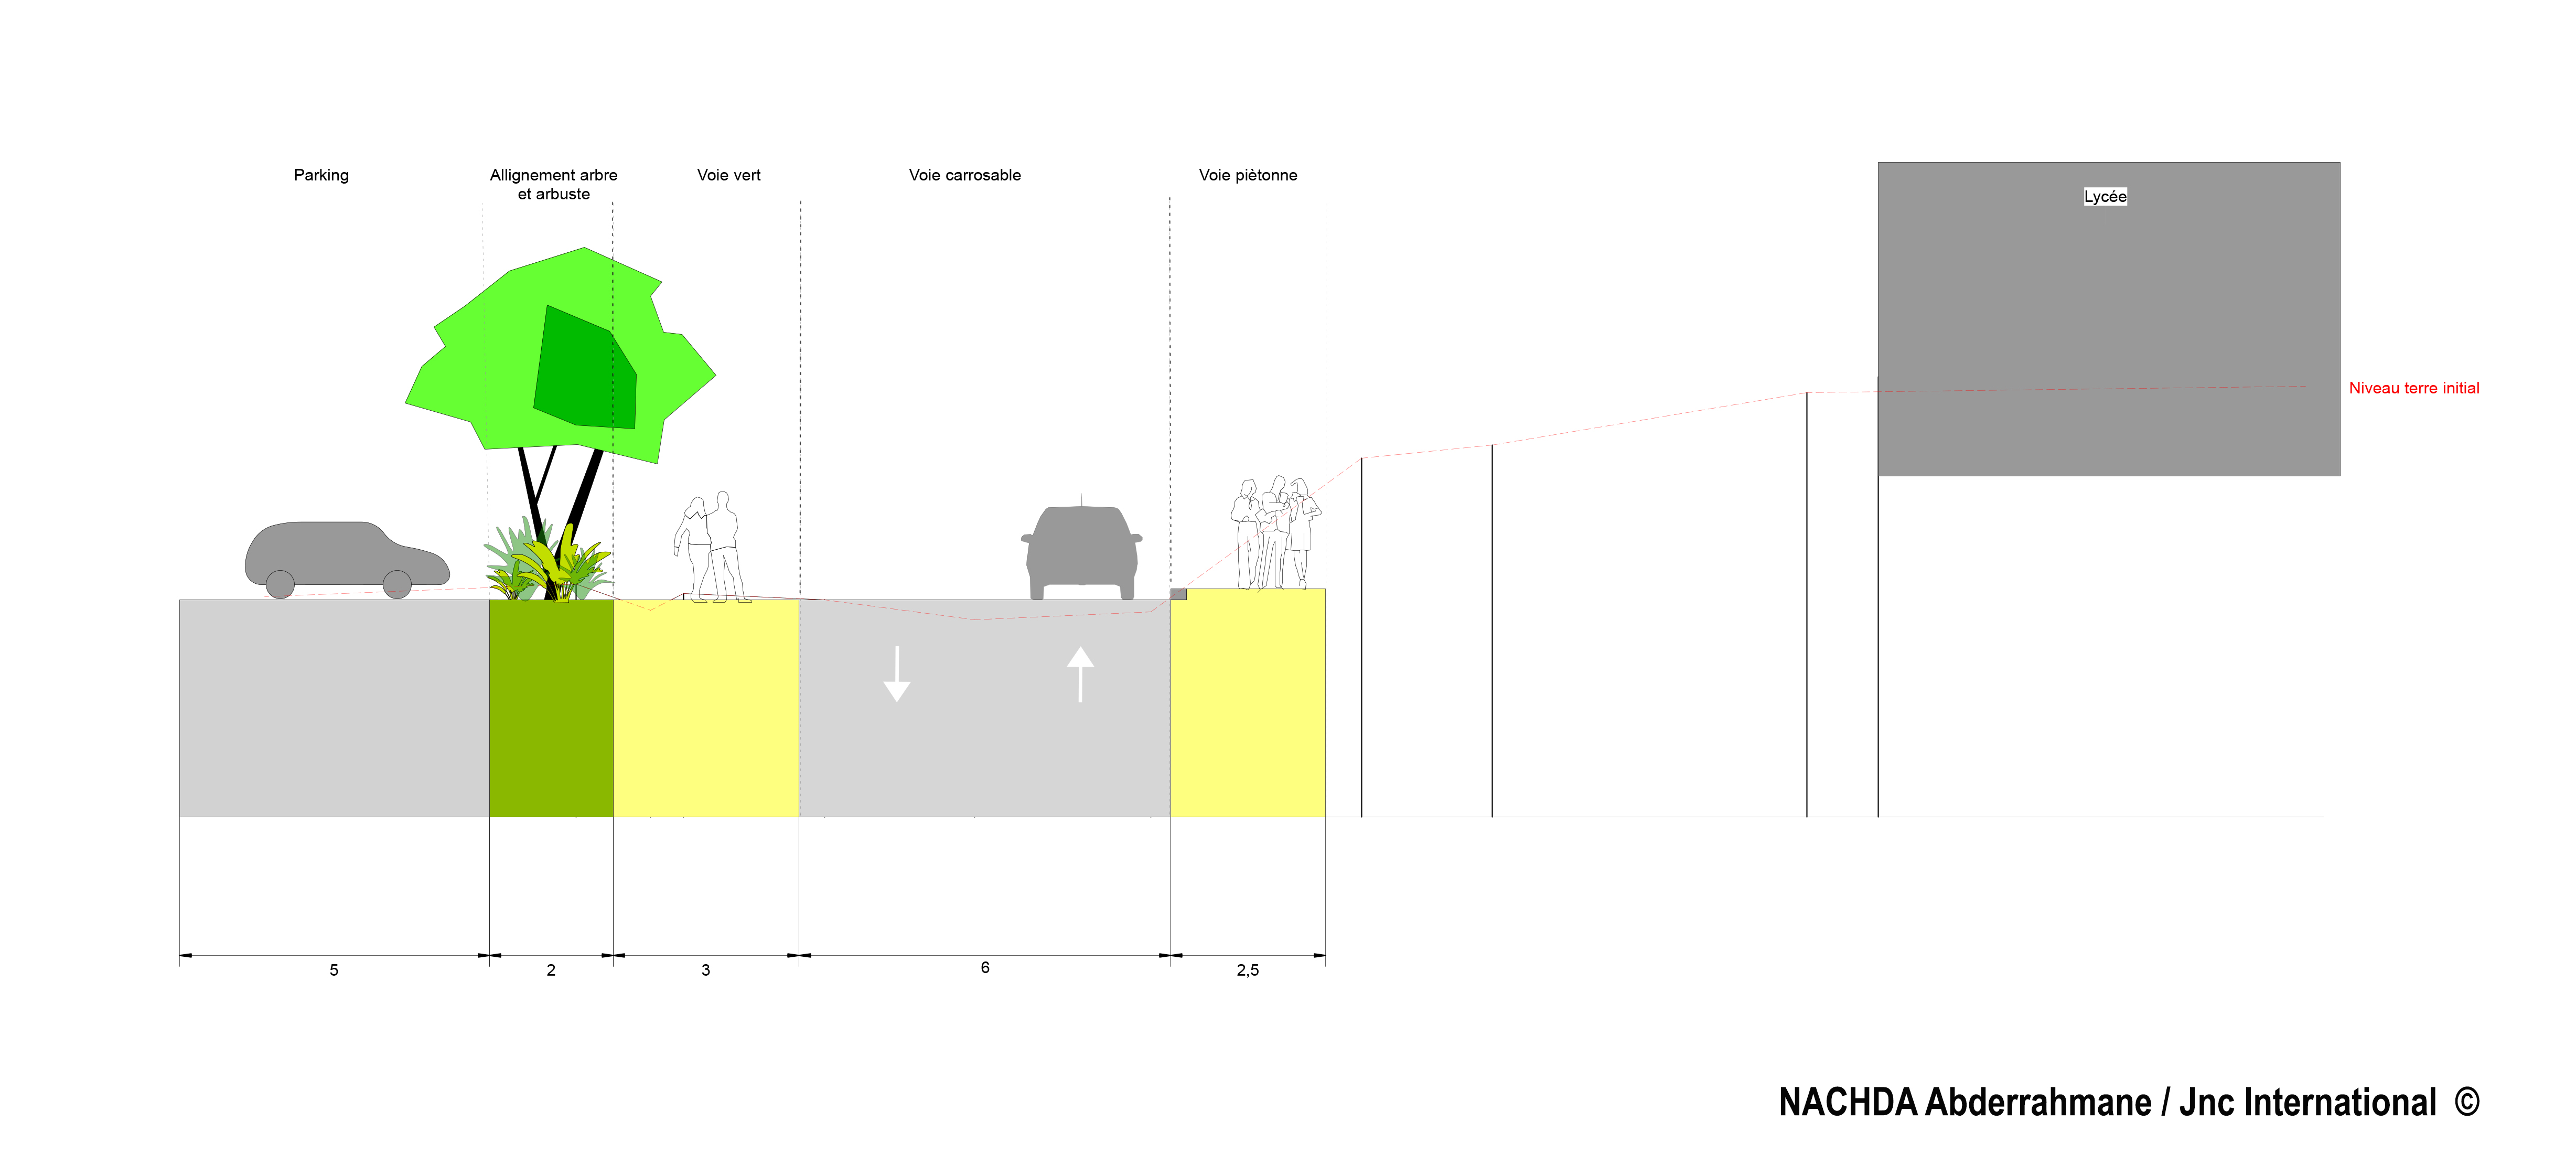 Parking
Allignement arbre
et arbuste
Voie vert
Voie carrosable
Voie piètonne
Lycée
Niveau terre initial
5
2
3
6
2,5
NACHDA Abderrahmane / Jnc International ©